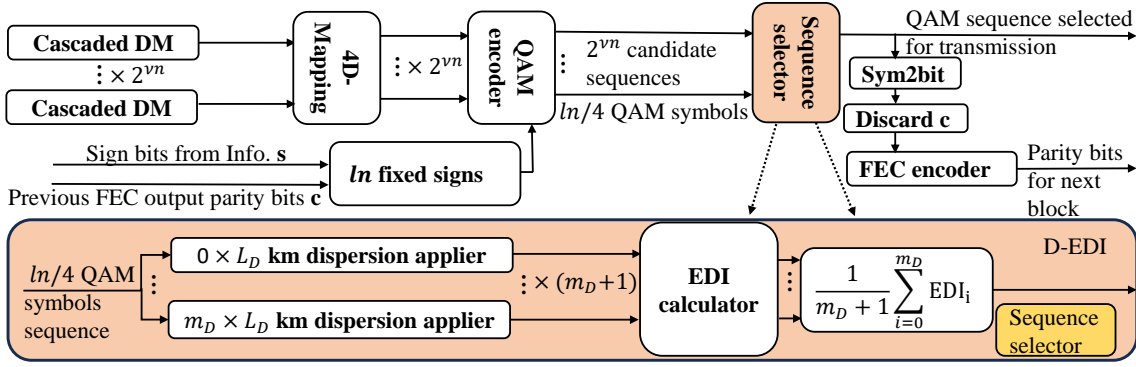 Cascaded DM
⋮ × 2^{vn}
Cascaded DM
4D-
Mapping
⋮ × 2^{vn}
QAM
encoder
2^{vn} candidate
⋮ sequences
ln/4 QAM symbols
Sequence
selector
QAM sequence selected
for transmission
Sym2bit
Discard c
FEC encoder
Parity bits
for next
block
Sign bits from Info. s
Previous FEC output parity bits c
ln fixed signs
D-EDI
ln/4 QAM
symbols
sequence
0 × L_D km dispersion applier
⋮
⋮ × (m_D+1)
m_D × L_D km dispersion applier
EDI
calculator
⋮
\frac{1}{m_D + 1} \sum_{i=0}^{m_D} EDI_i
Sequence
selector